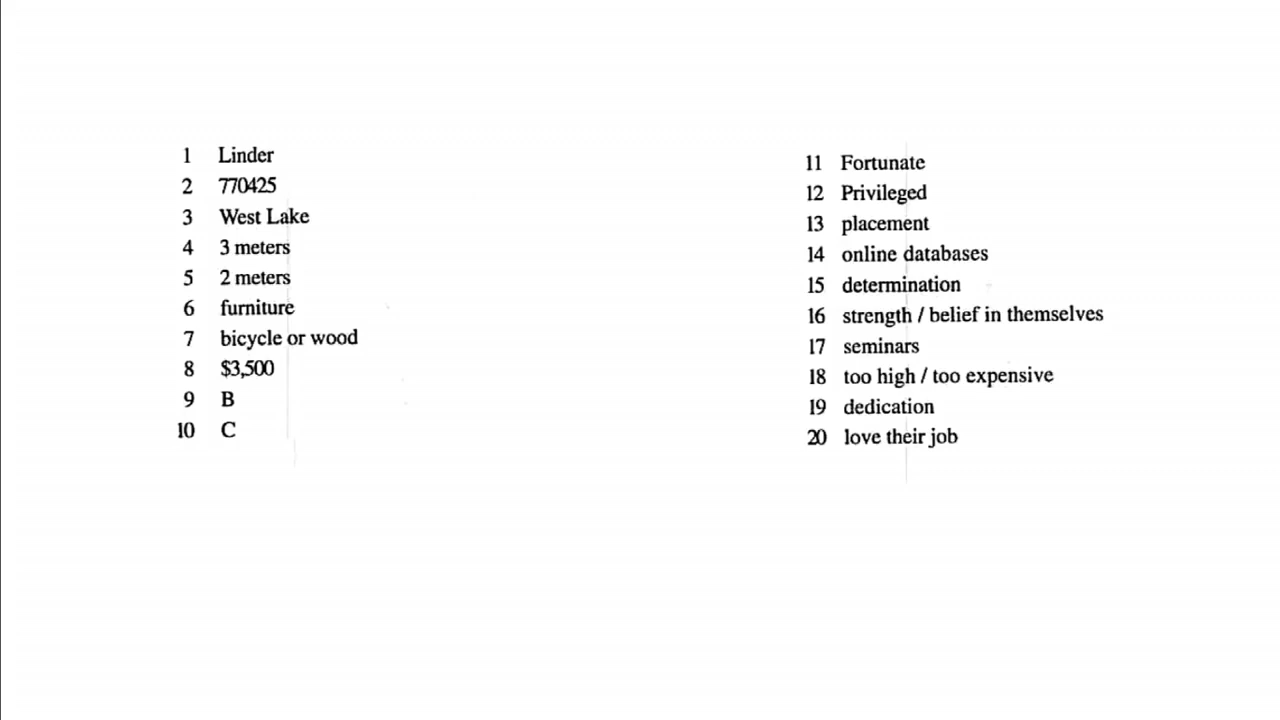 1 Linder
2 770425
3 West Lake
4 3 meters
5 2 meters
6 furniture
7 bicycle or wood
8 $3,500
9 B
10 C
11 Fortunate
12 Privileged
13 placement
14 online databases
15 determination
16 strength / belief in themselves
17 seminars
18 too high / too expensive
19 dedication
20 love their job